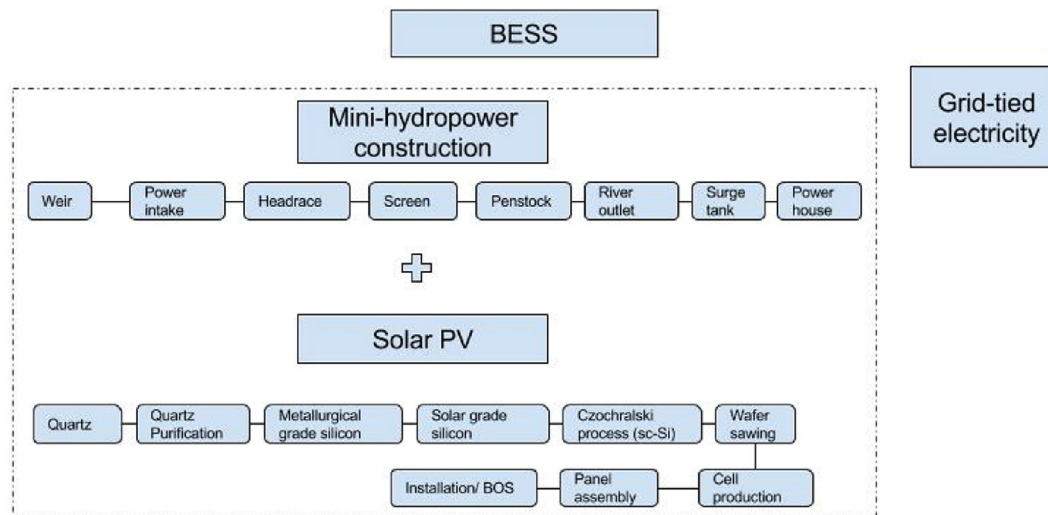 BESS
Grid-tied
electricity
Mini-hydropower
construction
Weir
Power
intake
Headrace
Screen
Penstock
River
outlet
Surge
tank
Power
house
Solar PV
Quartz
Quartz
Purification
Metallurgical
grade silicon
Solar grade
silicon
Czochralski
process (sc-Si)
Wafer
sawing
Installation/ BOS
Panel
assembly
Cell
production